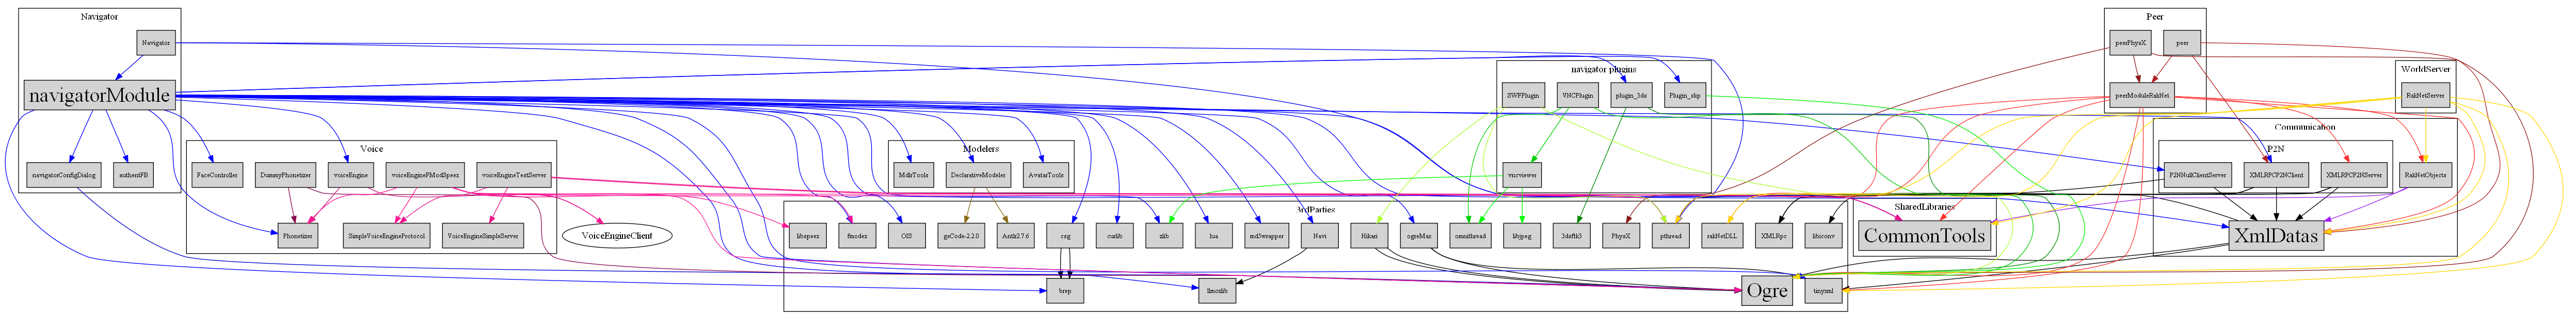 Navigator
Peer
Navigator
peerPhysX
peer
navigator plugins
WorldServer
navigatorModule
SWFPlugin
VNCPlugin
plugin_3ds
Plugin_skp
peerModuleRakNet
RakNetServer
Voice
Modelers
Communication
P2N
navigatorConfigDialog
authentFB
FaceController
DummyPhonetizer
voiceEngine
voiceEngineFModSpeex
voiceEngineTestServer
MdlrTools
DeclarativeModeler
AvatarTools
vncviewer
P2NNullClientServer
XMLRPCP2NClient
XMLRPCP2NServer
RakNetObjects
3rdParties
SharedLibraries
Phonetizer
SimpleVoiceEngineProtocol
VoiceEngineSimpleServer
VoiceEngineClient
libspeex
fmodex
OIS
geCode-2.2.0
Antlr2.7.6
csg
curlib
zlib
lua
md5wrapper
Navi
Hikari
ogreMax
omnithread
libjpeg
3dsftk3
PhysX
pthread
rakNetDLL
XMLRpc
libiconv
CommonTools
XmlDatas
brep
llmozlib
Ogre
tinyxml